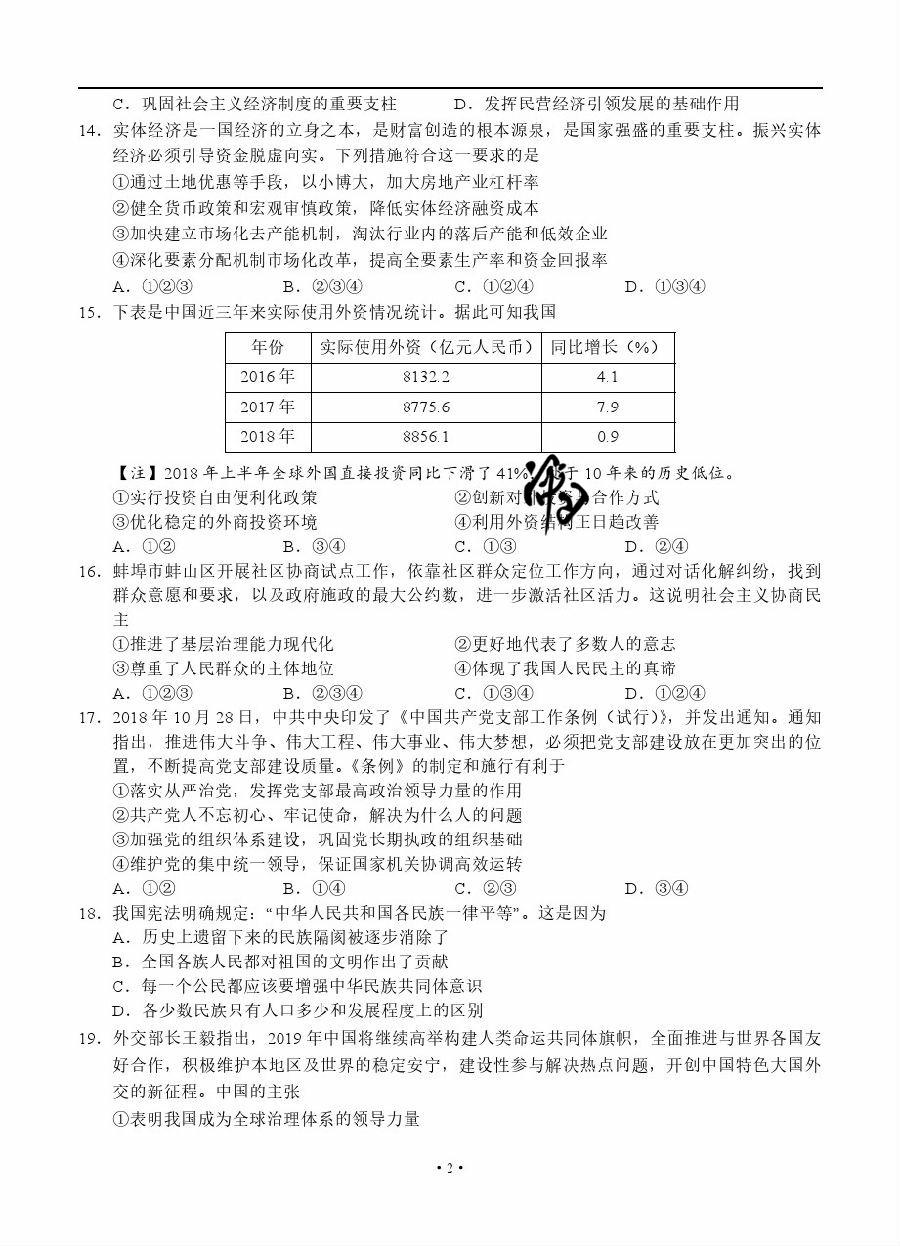 C．巩固社会主义经济制度的重要支柱 D．发挥民营经济引领发展的基础作用
14．实体经济是一国经济的立身之本，是财富创造的根本源泉，是国家强盛的重要支柱。振兴实体
经济必须引导资金脱虚向实。下列措施符合这一要求的是
①通过土地优惠等手段，以小博大，加大房地产业杠杆率
②健全货币政策和宏观审慎政策，降低实体经济融资成本
③加快建立市场化去产能机制，淘汰行业内的落后产能和低效企业
④深化要素分配机制市场化改革，提高全要素生产率和资金回报率
A．①②③ B．②③④ C．①②④ D．①③④
15．下表是中国近三年来实际使用外资情况统计。据此可知我国
年份 实际使用外资（亿元人民币） 同比增长（%）
2016年 8132.2 4.1
2017年 8775.6 7.9
2018年 8856.1 0.9
【注】2018年上半年全球外国直接投资同比下滑了41%，于10年来的历史低位。
①实行投资自由便利化政策 ②创新对 合作方式
③优化稳定的外商投资环境 ④利用外资结构正日趋改善
A．①② B．③④ C．①③ D．②④
16．蚌埠市蚌山区开展社区协商试点工作，依靠社区群众定位工作方向，通过对话化解纠纷，找到
群众意愿和要求，以及政府施政的最大公约数，进一步激活社区活力。这说明社会主义协商民
主
①推进了基层治理能力现代化 ②更好地代表了多数人的意志
③尊重了人民群众的主体地位 ④体现了我国人民民主的真谛
A．①②③ B．②③④ C．①③④ D．①②④
17．2018年10月28日，中共中央印发了《中国共产党支部工作条例（试行）》，并发出通知。通知
指出，推进伟大斗争、伟大工程、伟大事业、伟大梦想，必须把党支部建设放在更加突出的位
置，不断提高党支部建设质量。《条例》的制定和施行有利于
①落实从严治党，发挥党支部最高政治领导力量的作用
②共产党人不忘初心、牢记使命，解决为什么人的问题
③加强党的组织体系建设，巩固党长期执政的组织基础
④维护党的集中统一领导，保证国家机关协调高效运转
A．①② B．①④ C．②③ D．③④
18．我国宪法明确规定：“中华人民共和国各民族一律平等”。这是因为
A．历史上遗留下来的民族隔阂被逐步消除了
B．全国各族人民都对祖国的文明作出了贡献
C．每一个公民都应该要增强中华民族共同体意识
D．各少数民族只有人口多少和发展程度上的区别
19．外交部长王毅指出，2019年中国将继续高举构建人类命运共同体旗帜，全面推进与世界各国友
好合作，积极维护本地区及世界的稳定安宁，建设性参与解决热点问题，开创中国特色大国外
交的新征程。中国的主张
①表明我国成为全球治理体系的领导力量
·2·